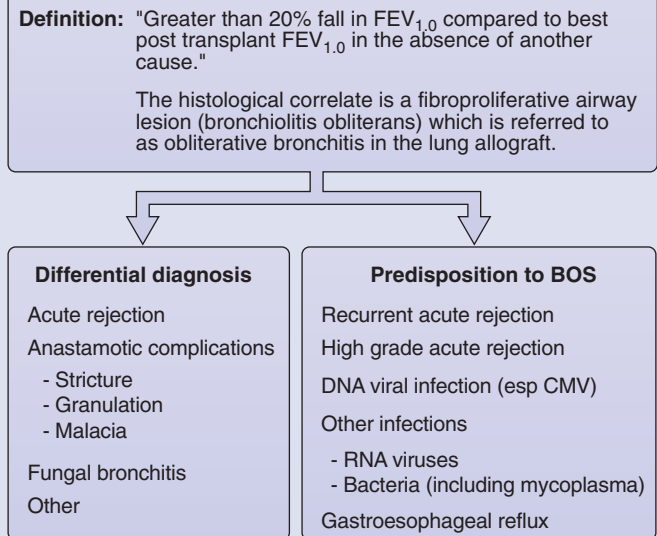 Definition: "Greater than 20% fall in FEV1.0 compared to best
post transplant FEV1.0 in the absence of another
cause."
The histological correlate is a fibroproliferative airway
lesion (bronchiolitis obliterans) which is referred to
as obliterative bronchitis in the lung allograft.
Differential diagnosis
Acute rejection
Anastamotic complications
- Stricture
- Granulation
- Malacia
Fungal bronchitis
Other
Predisposition to BOS
Recurrent acute rejection
High grade acute rejection
DNA viral infection (esp CMV)
Other infections
- RNA viruses
- Bacteria (including mycoplasma)
Gastroesophageal reflux